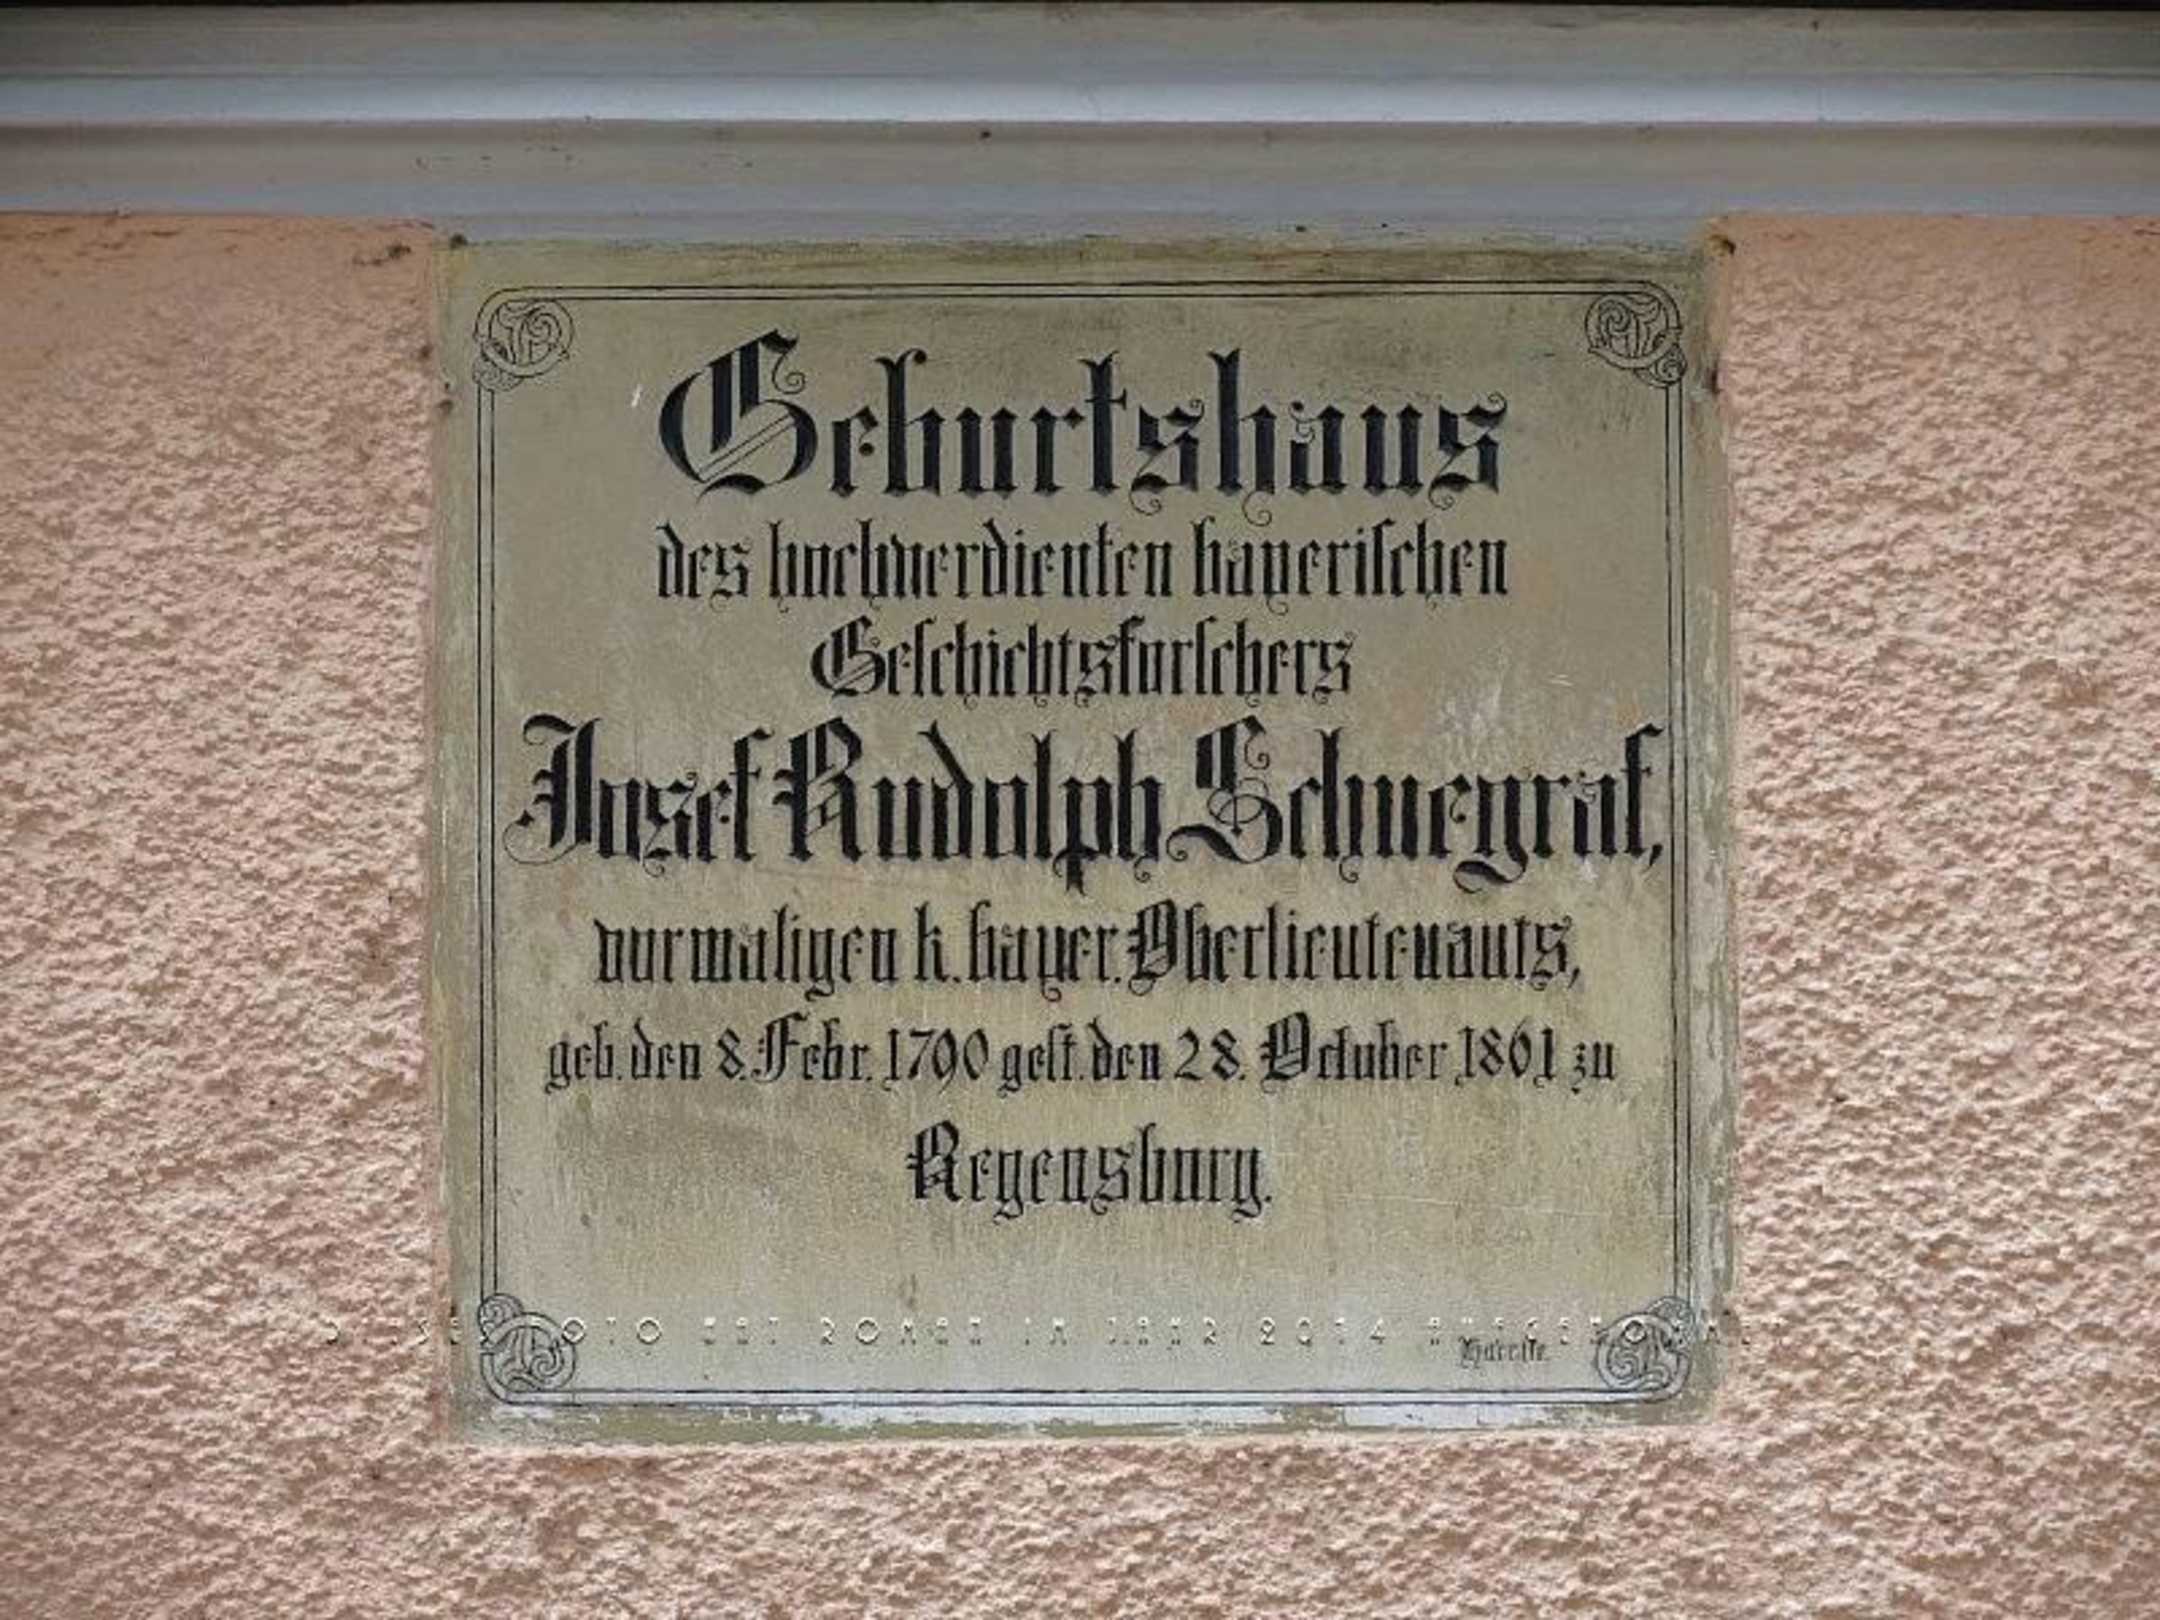 Geburtshaus
des hochverdienten bayerischen
Geschichtsforschers
Josef Rudolph Schuegraf,
vormaligen k. bayer. Oberlieutenants,
geb. den 8. Febr. 1790 gest. den 28. October 1861 zu
Regensburg.